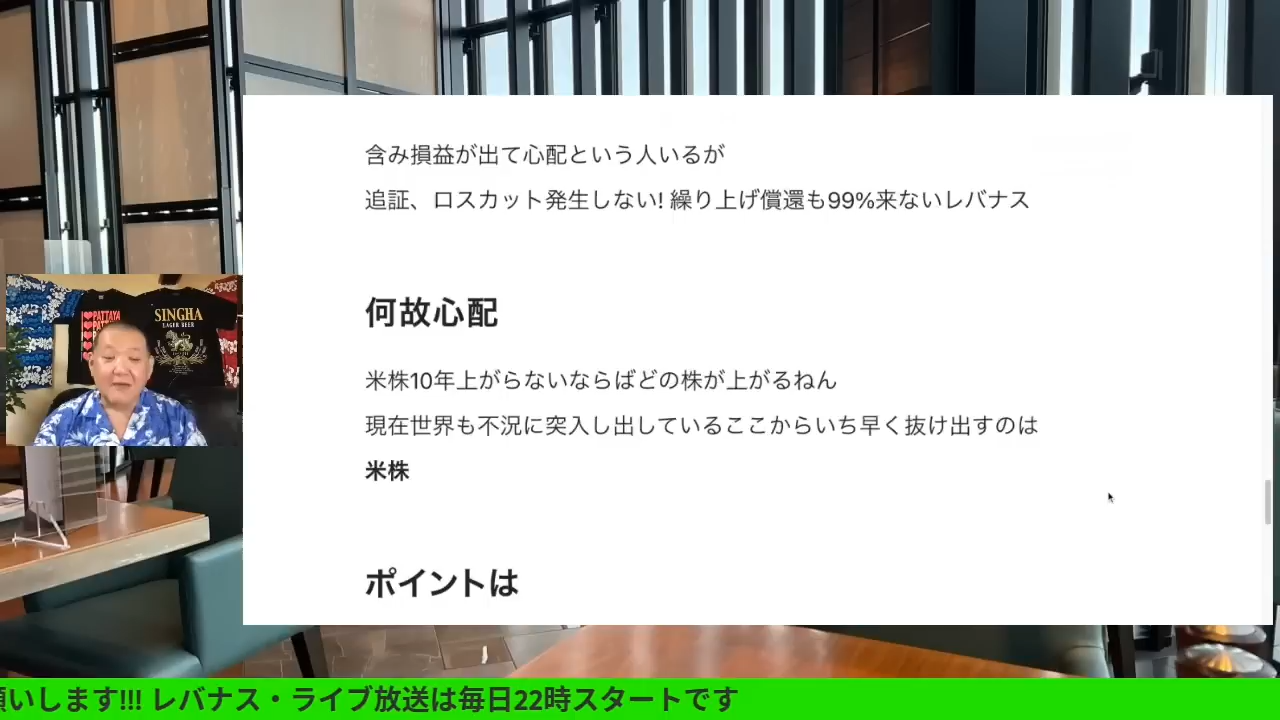 含み損益が出て心配という人いるが
追証、ロスカット発生しない! 繰り上げ償還も99%来ないレバナス
何故心配
米株10年上がらないならばどの株が上がるねん
現在世界も不況に突入し出しているここからいち早く抜け出すのは
米株
ポイントは
PATTAYA
SINGHA
LAGER BEER
願いします!!! レバナス・ライブ放送は毎日22時スタートです